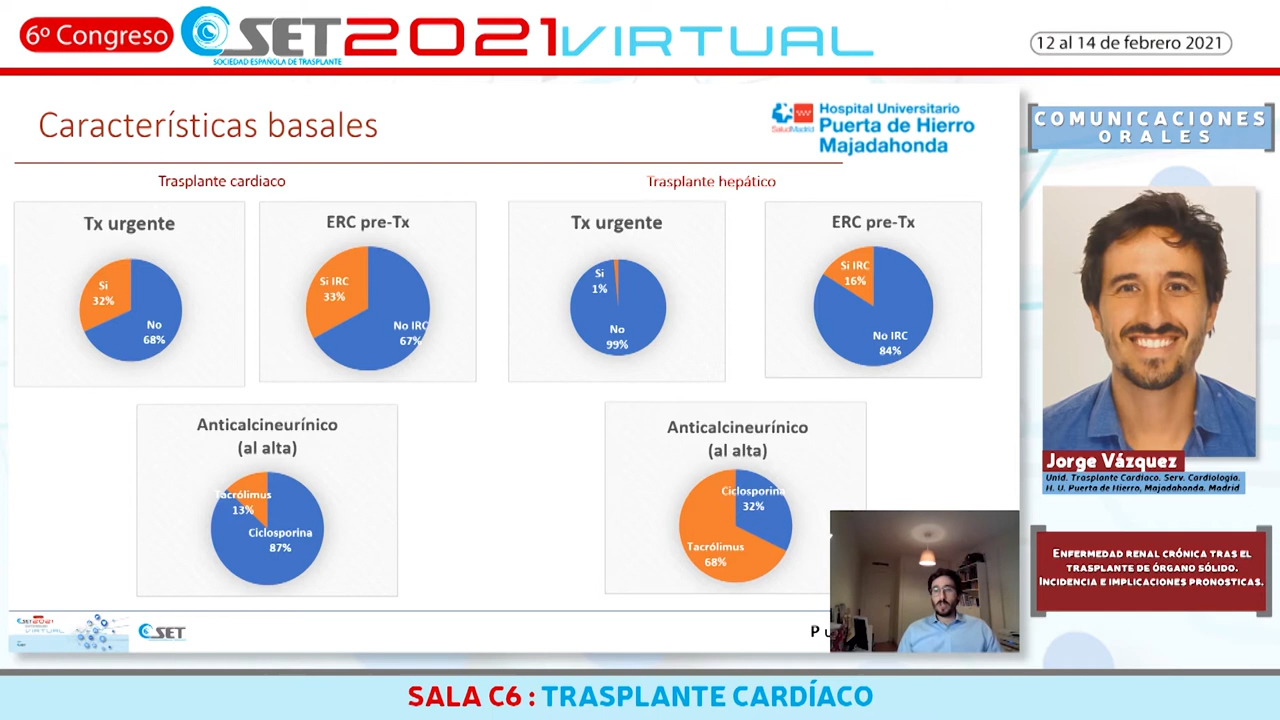 6º Congreso
SET 2021 VIRTUAL
SOCIEDAD ESPAÑOLA DE TRASPLANTE
12 al 14 de febrero 2021
Características basales
SaludMadrid
Hospital Universitario
Puerta de Hierro
Majadahonda
COMUNICACIONES
ORALES
Trasplante cardiaco
Trasplante hepático
Tx urgente
Si
32%
No
68%
ERC pre-Tx
Si IRC
33%
No IRC
67%
Tx urgente
Si
1%
No
99%
ERC pre-Tx
Si IRC
16%
No IRC
84%
Anticalcineurínico
(al alta)
Tacrólimus
13%
Ciclosporina
87%
Anticalcineurínico
(al alta)
Ciclosporina
32%
Tacrólimus
68%
Jorge Vázquez
Unid. Trasplante Cardíaco. Serv. Cardiología.
H. U. Puerta de Hierro, Majadahonda. Madrid
ENFERMEDAD RENAL CRÓNICA TRAS EL
TRASPLANTE DE ÓRGANO SÓLIDO.
INCIDENCIA E IMPLICACIONES PRONOSTICAS.
SET 2021
VIRTUAL
SET
P u
SALA C6 : TRASPLANTE CARDÍACO